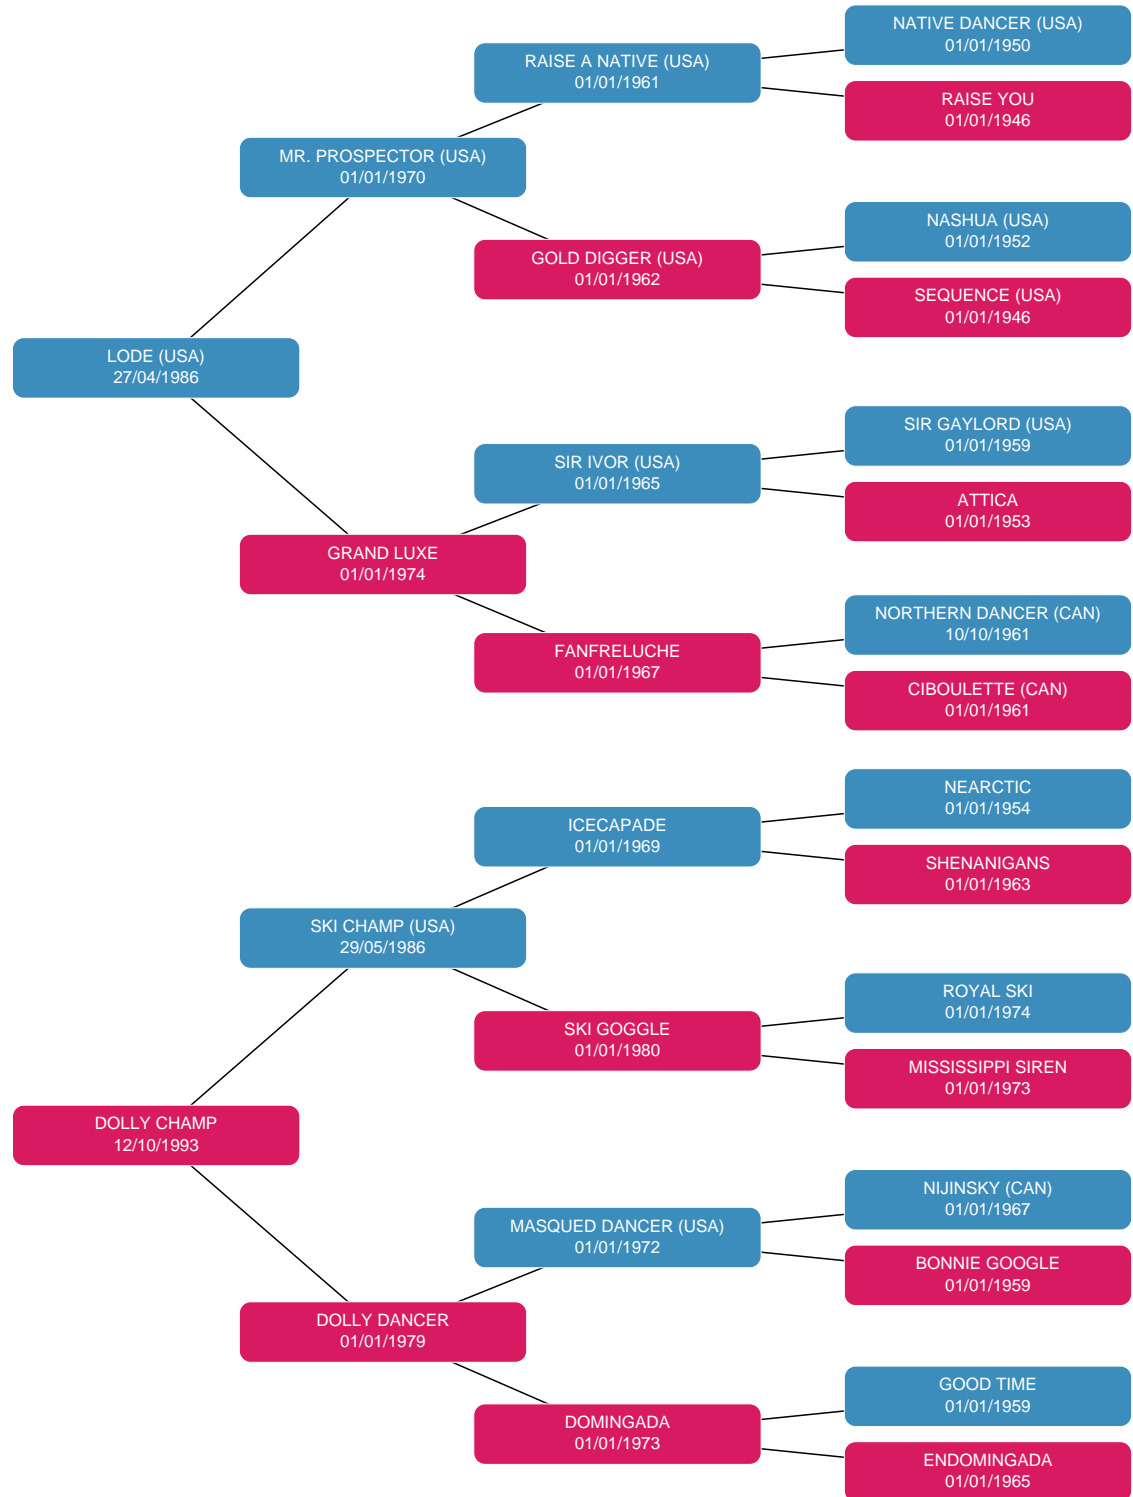 NATIVE DANCER (USA)
01/01/1950
RAISE A NATIVE (USA)
01/01/1961
RAISE YOU
01/01/1946
MR. PROSPECTOR (USA)
01/01/1970
NASHUA (USA)
01/01/1952
GOLD DIGGER (USA)
01/01/1962
SEQUENCE (USA)
01/01/1946
LODE (USA)
27/04/1986
SIR GAYLORD (USA)
01/01/1959
SIR IVOR (USA)
01/01/1965
ATTICA
01/01/1953
GRAND LUXE
01/01/1974
NORTHERN DANCER (CAN)
10/10/1961
FANFRELUCHE
01/01/1967
CIBOULETTE (CAN)
01/01/1961
NEARCTIC
01/01/1954
ICECAPADE
01/01/1969
SHENANIGANS
01/01/1963
SKI CHAMP (USA)
29/05/1986
ROYAL SKI
01/01/1974
SKI GOGGLE
01/01/1980
MISSISSIPPI SIREN
01/01/1973
DOLLY CHAMP
12/10/1993
NIJINSKY (CAN)
01/01/1967
MASQUED DANCER (USA)
01/01/1972
BONNIE GOOGLE
01/01/1959
DOLLY DANCER
01/01/1979
GOOD TIME
01/01/1959
DOMINGADA
01/01/1973
ENDOMINGADA
01/01/1965